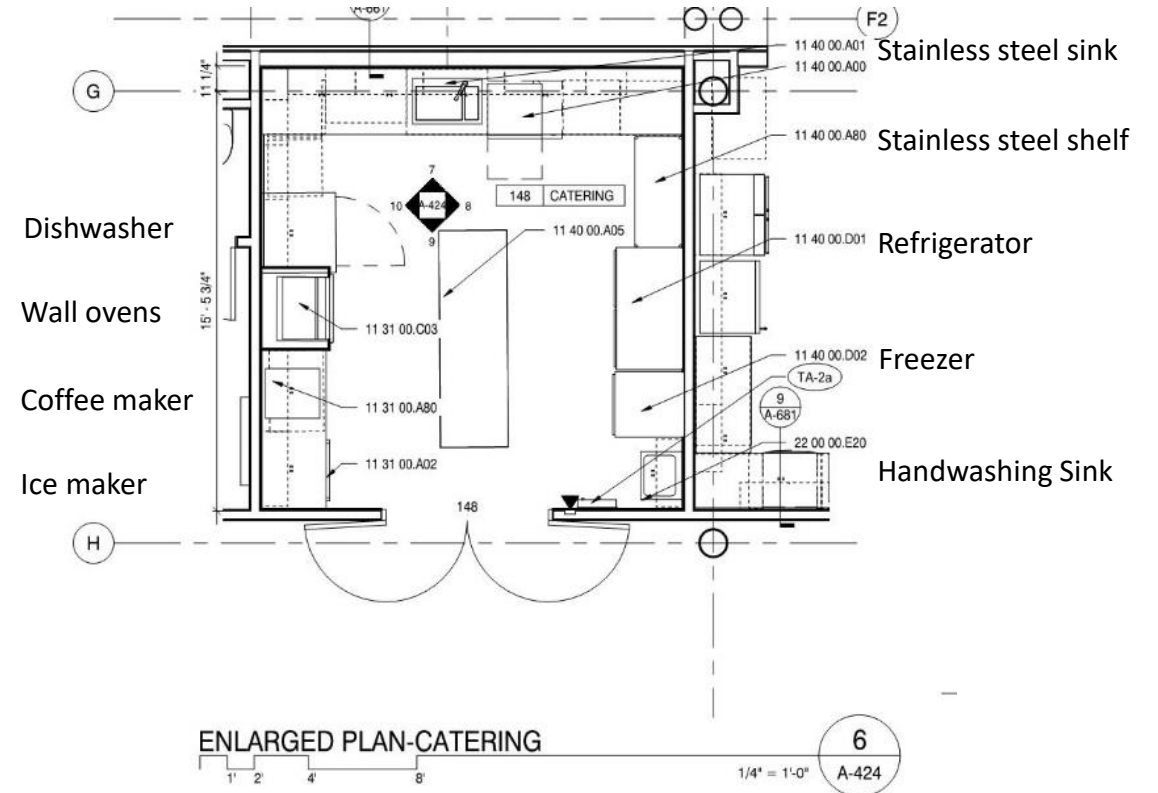 A-681
F2
11 40 00.A01 Stainless steel sink
11 40 00.A00
G
11 1/4"
11 40 00.A80 Stainless steel shelf
7
10 A-424 8
9
148 CATERING
Dishwasher
11 40 00.A05
11 40 00.D01 Refrigerator
15' - 5 3/4"
Wall ovens
11 31 00.C03
11 40 00.D02 Freezer
TA-2a
Coffee maker
11 31 00.A80
9
A-681
22 00 00.E20
Ice maker
11 31 00.A02
Handwashing Sink
148
H
ENLARGED PLAN-CATERING
1' 2' 4' 8'
1/4" = 1'-0"
6
A-424